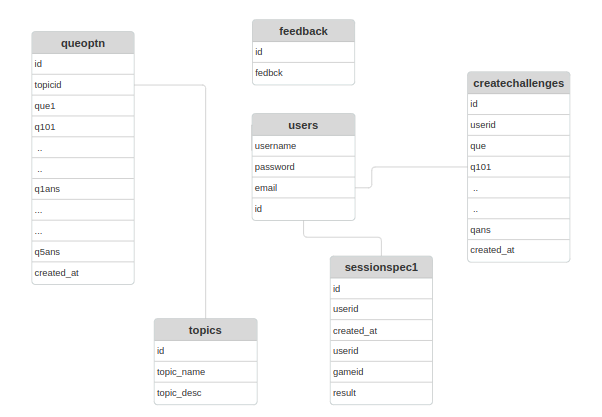 queoptn
id
topicid
que1
q101
..
..
q1ans
...
...
q5ans
created_at
feedback
id
fedbck
users
username
password
email
id
createchallenges
id
userid
que
q101
..
..
qans
created_at
topics
id
topic_name
topic_desc
sessionspec1
id
userid
created_at
userid
gameid
result